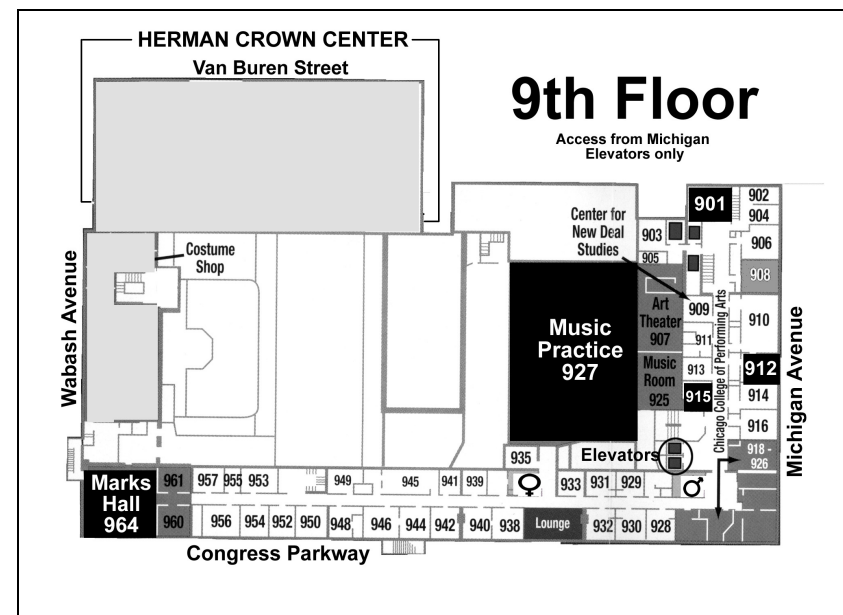 HERMAN CROWN CENTER
Van Buren Street
9th Floor
Access from Michigan
Elevators only
901
902
904
903
905
906
908
Center for
New Deal
Studies
Costume
Shop
Wabash Avenue
Michigan Avenue
Chicago College of Performing Arts
Art
Theater
907
909
910
911
Music
Practice
927
Music
Room
925
912
913
914
915
916
918 -
926
Elevators
935
Marks
Hall
964
961
957
955
953
949
945
941
939
933
931
929
960
956
954
952
950
948
946
944
942
940
938
Lounge
932
930
928
Congress Parkway